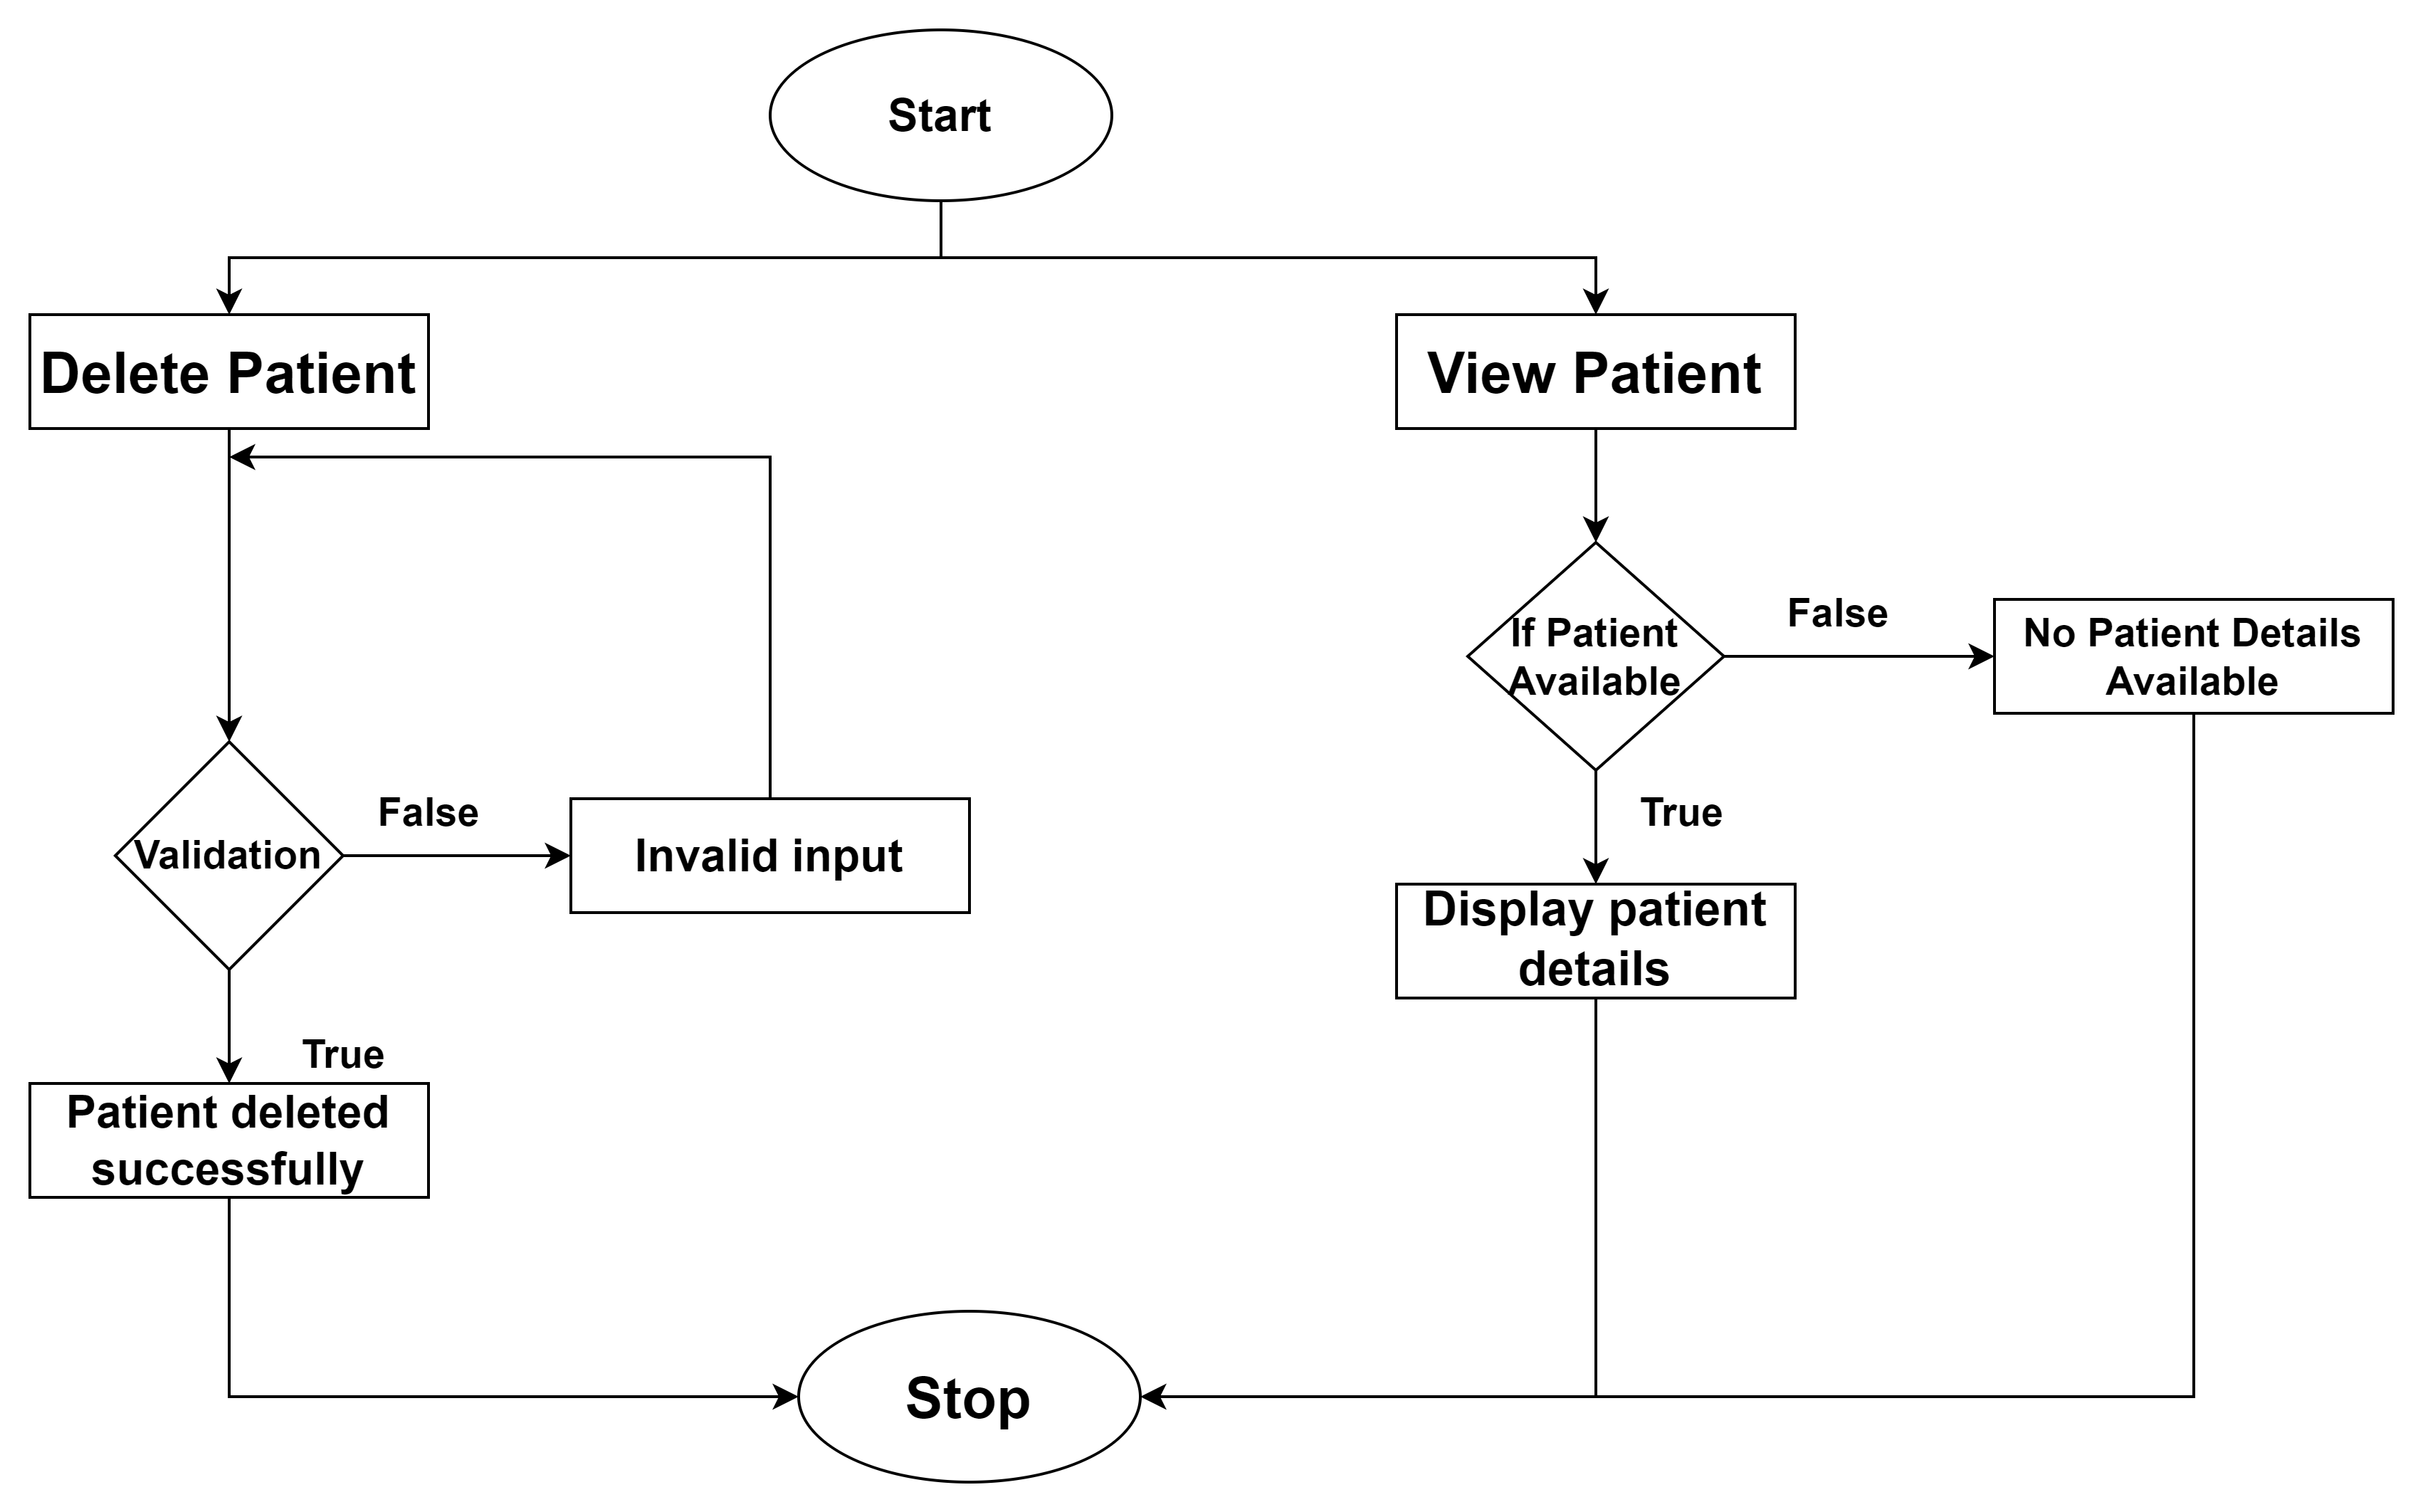 Start
Delete Patient
View Patient
If Patient
Available
False
No Patient Details
Available
False
True
Validation
Invalid input
Display patient
details
True
Patient deleted
successfully
Stop